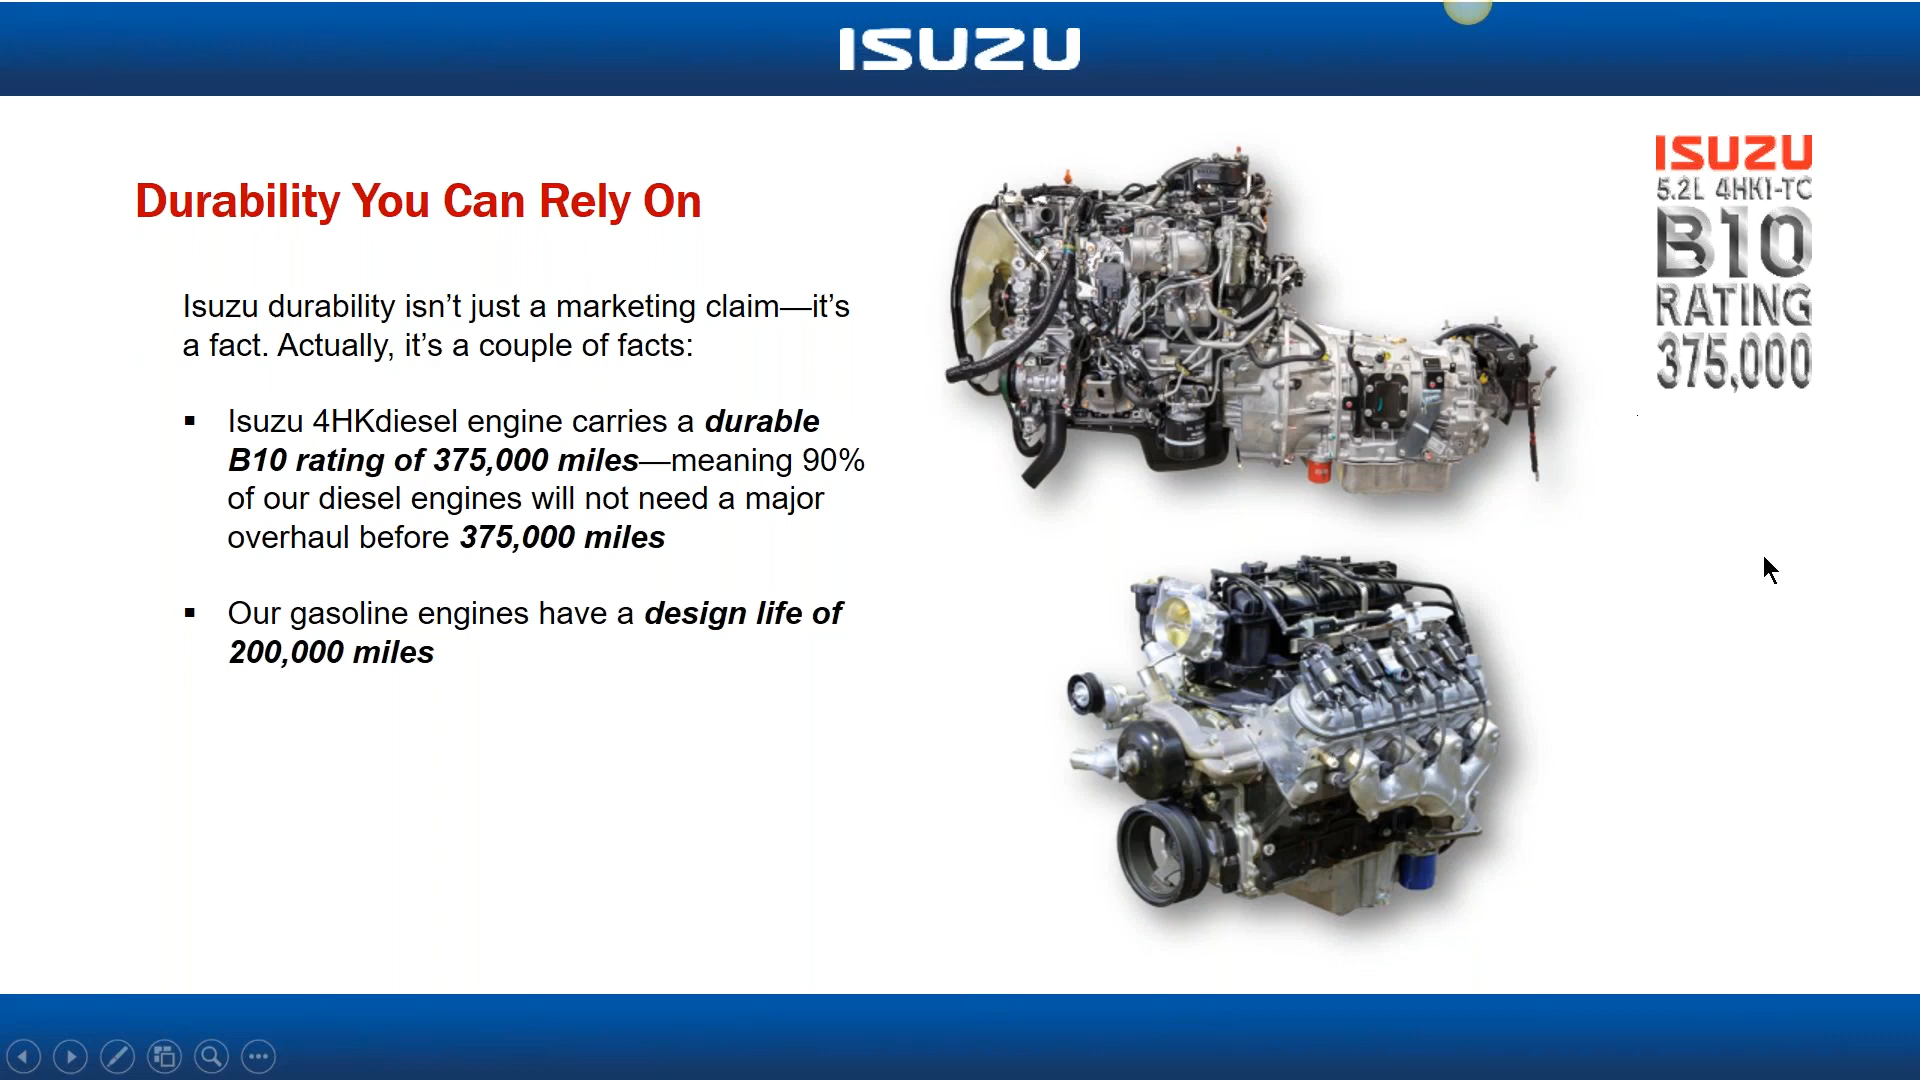 ISUZU
Durability You Can Rely On
Isuzu durability isn’t just a marketing claim—it’s
a fact. Actually, it’s a couple of facts:
▪ Isuzu 4HKdiesel engine carries a durable
B10 rating of 375,000 miles—meaning 90%
of our diesel engines will not need a major
overhaul before 375,000 miles
▪ Our gasoline engines have a design life of
200,000 miles
ISUZU
5.2L 4HK1-TC
B10
RATING
375,000